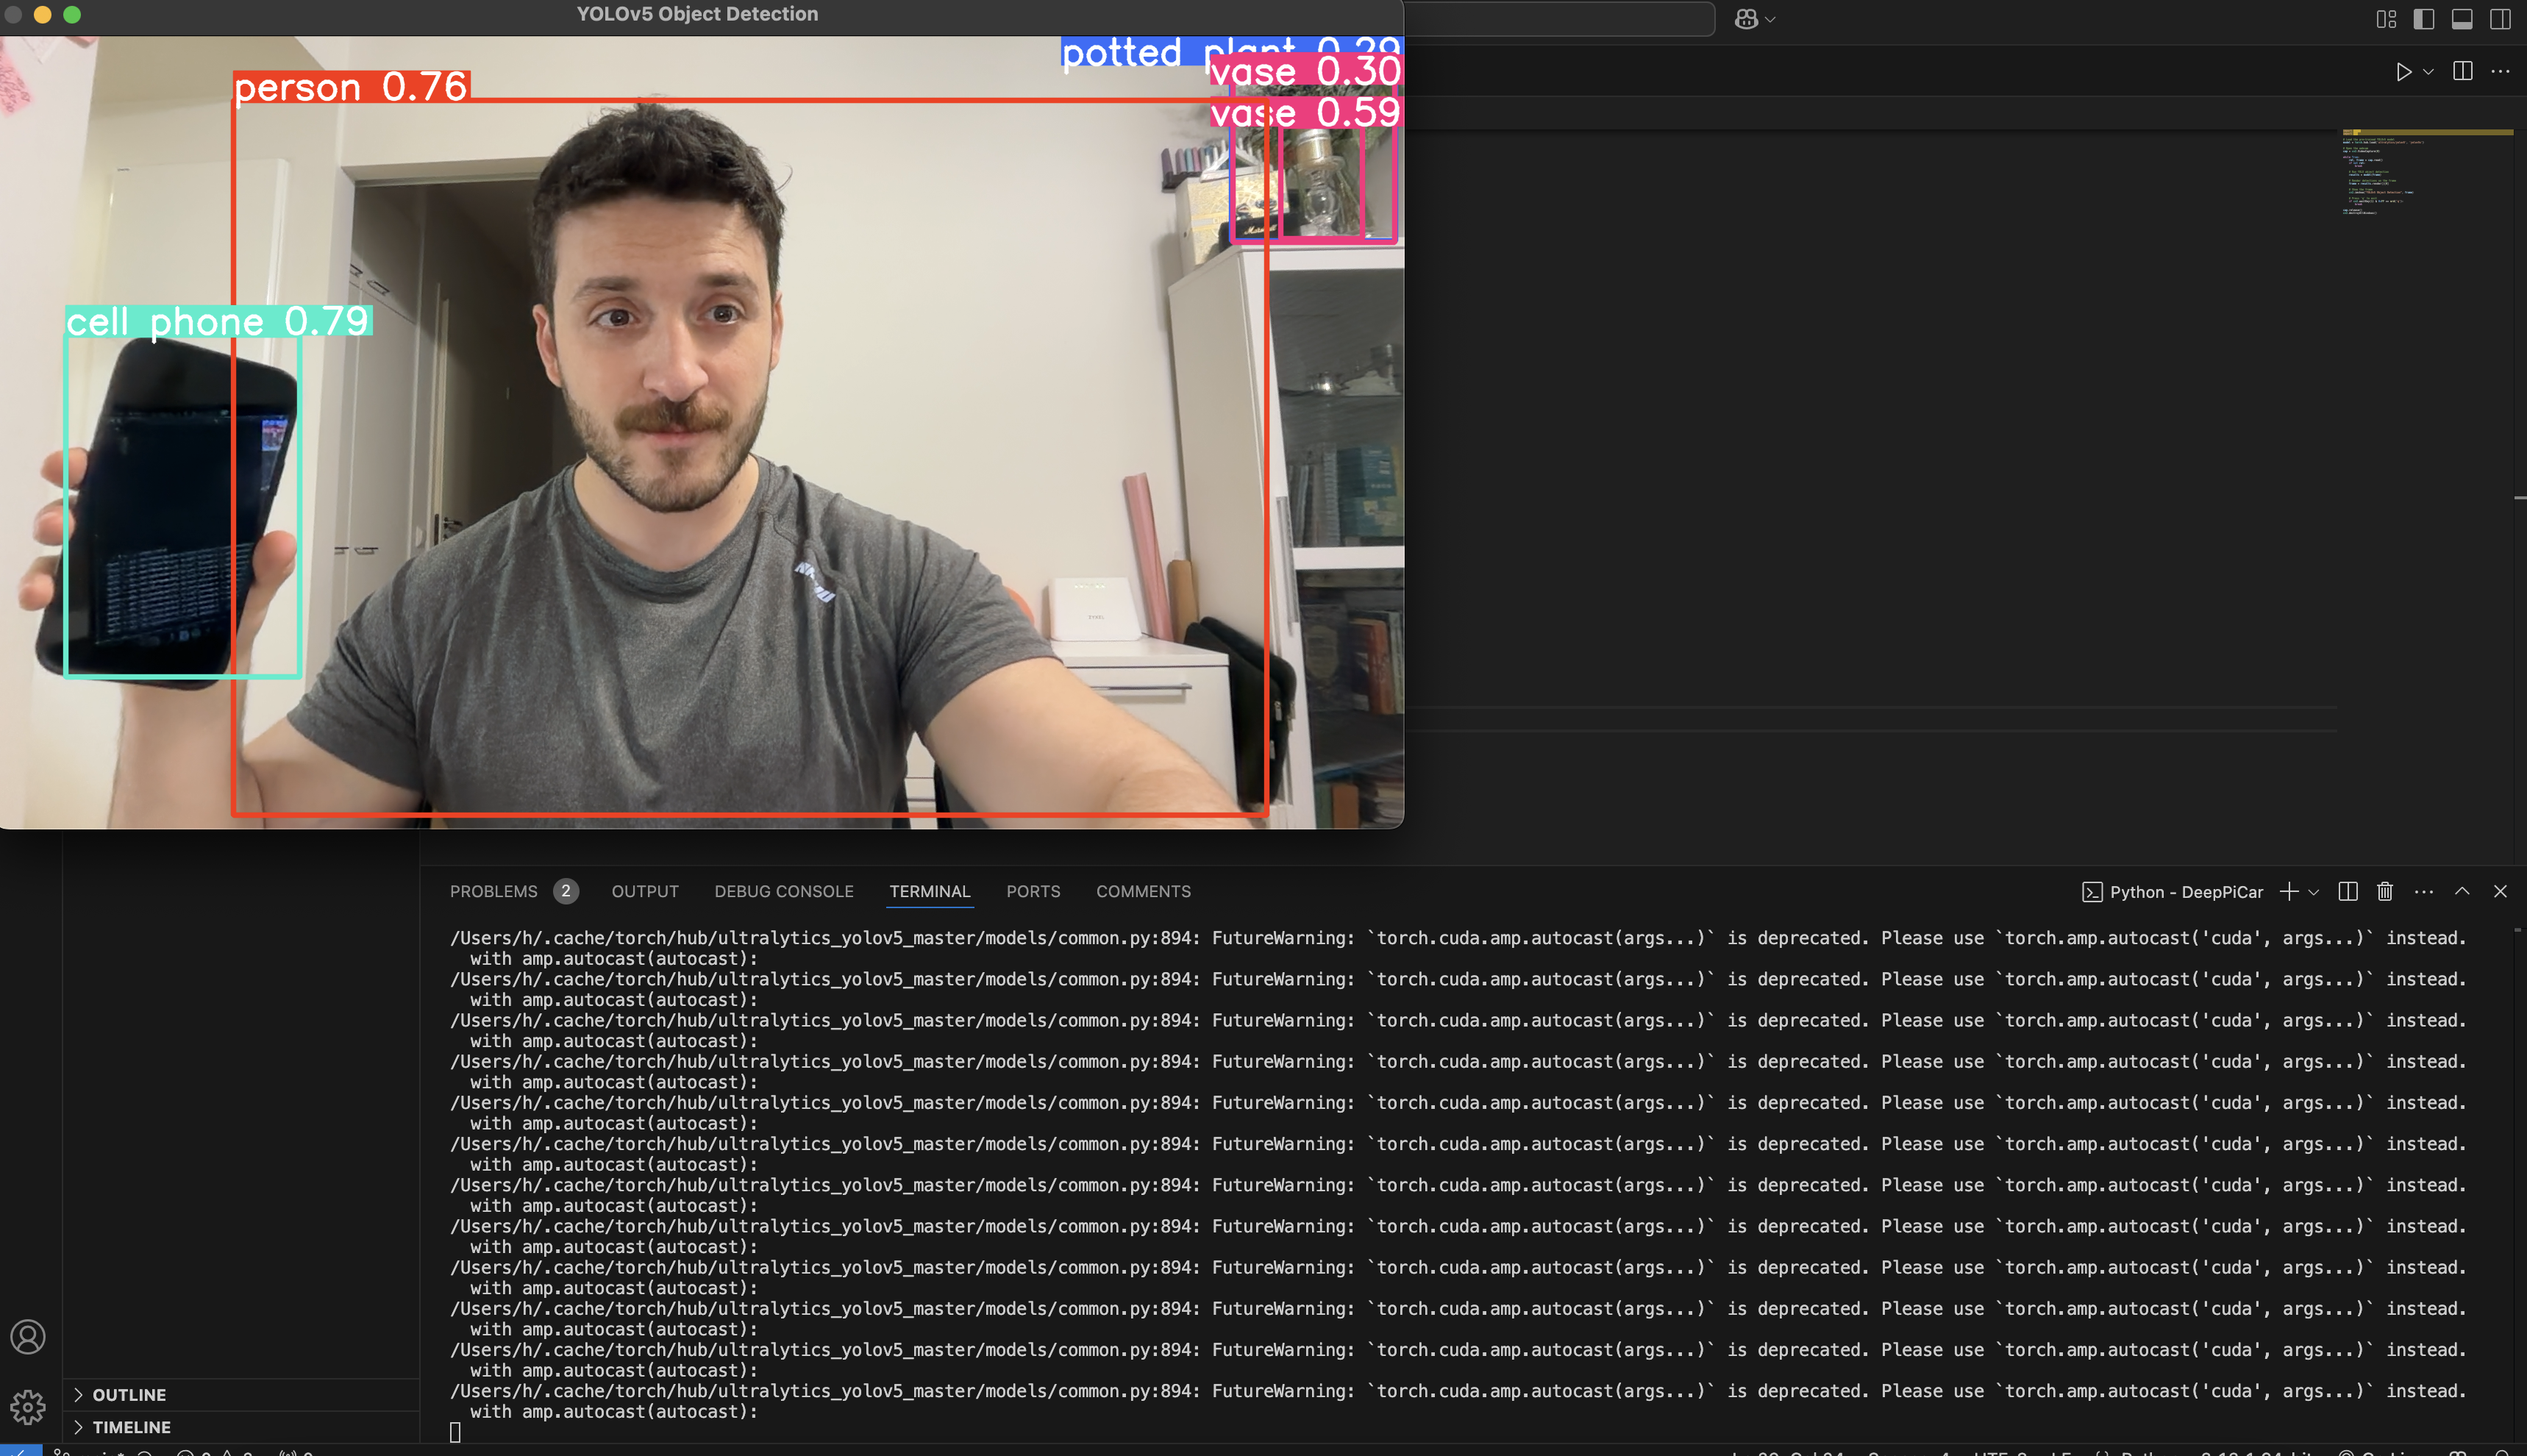 YOLOv5 Object Detection
potted plant 0.29
person 0.76
vase 0.30
vase 0.59
Marshall
cell phone 0.79
ZYXEL
PROBLEMS 2 OUTPUT DEBUG CONSOLE TERMINAL PORTS COMMENTS Python - DeepPiCar
/Users/h/.cache/torch/hub/ultralytics_yolov5_master/models/common.py:894: FutureWarning: `torch.cuda.amp.autocast(args...)` is deprecated. Please use `torch.amp.autocast('cuda', args...)` instead.
with amp.autocast(autocast):
/Users/h/.cache/torch/hub/ultralytics_yolov5_master/models/common.py:894: FutureWarning: `torch.cuda.amp.autocast(args...)` is deprecated. Please use `torch.amp.autocast('cuda', args...)` instead.
with amp.autocast(autocast):
/Users/h/.cache/torch/hub/ultralytics_yolov5_master/models/common.py:894: FutureWarning: `torch.cuda.amp.autocast(args...)` is deprecated. Please use `torch.amp.autocast('cuda', args...)` instead.
with amp.autocast(autocast):
/Users/h/.cache/torch/hub/ultralytics_yolov5_master/models/common.py:894: FutureWarning: `torch.cuda.amp.autocast(args...)` is deprecated. Please use `torch.amp.autocast('cuda', args...)` instead.
with amp.autocast(autocast):
/Users/h/.cache/torch/hub/ultralytics_yolov5_master/models/common.py:894: FutureWarning: `torch.cuda.amp.autocast(args...)` is deprecated. Please use `torch.amp.autocast('cuda', args...)` instead.
with amp.autocast(autocast):
/Users/h/.cache/torch/hub/ultralytics_yolov5_master/models/common.py:894: FutureWarning: `torch.cuda.amp.autocast(args...)` is deprecated. Please use `torch.amp.autocast('cuda', args...)` instead.
with amp.autocast(autocast):
/Users/h/.cache/torch/hub/ultralytics_yolov5_master/models/common.py:894: FutureWarning: `torch.cuda.amp.autocast(args...)` is deprecated. Please use `torch.amp.autocast('cuda', args...)` instead.
with amp.autocast(autocast):
/Users/h/.cache/torch/hub/ultralytics_yolov5_master/models/common.py:894: FutureWarning: `torch.cuda.amp.autocast(args...)` is deprecated. Please use `torch.amp.autocast('cuda', args...)` instead.
with amp.autocast(autocast):
/Users/h/.cache/torch/hub/ultralytics_yolov5_master/models/common.py:894: FutureWarning: `torch.cuda.amp.autocast(args...)` is deprecated. Please use `torch.amp.autocast('cuda', args...)` instead.
with amp.autocast(autocast):
/Users/h/.cache/torch/hub/ultralytics_yolov5_master/models/common.py:894: FutureWarning: `torch.cuda.amp.autocast(args...)` is deprecated. Please use `torch.amp.autocast('cuda', args...)` instead.
with amp.autocast(autocast):
/Users/h/.cache/torch/hub/ultralytics_yolov5_master/models/common.py:894: FutureWarning: `torch.cuda.amp.autocast(args...)` is deprecated. Please use `torch.amp.autocast('cuda', args...)` instead.
with amp.autocast(autocast):
/Users/h/.cache/torch/hub/ultralytics_yolov5_master/models/common.py:894: FutureWarning: `torch.cuda.amp.autocast(args...)` is deprecated. Please use `torch.amp.autocast('cuda', args...)` instead.
with amp.autocast(autocast):
OUTLINE
TIMELINE